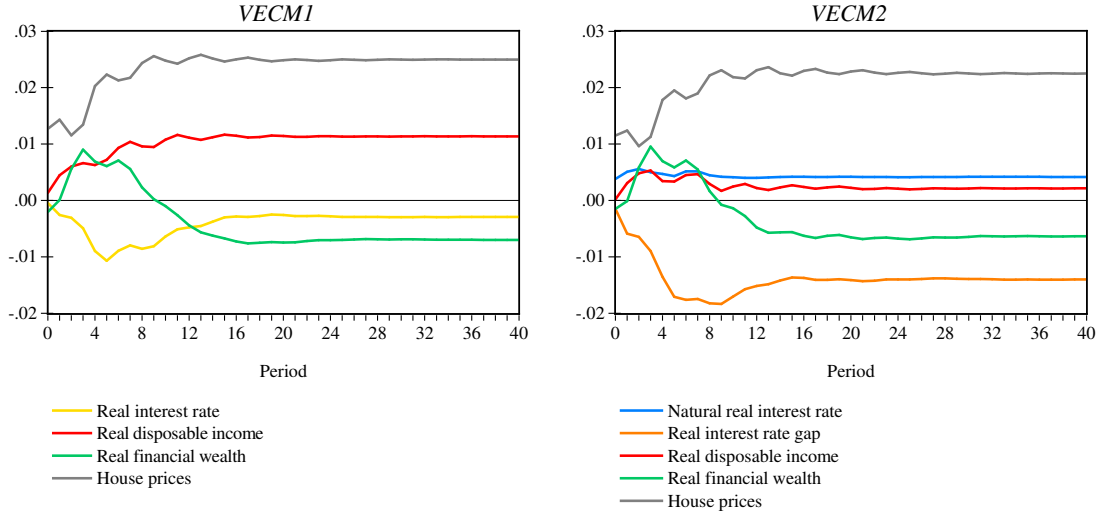 VECM1
.03
.02
.01
.00
-.01
-.02
0 4 8 12 16 20 24 28 32 36 40
Period
Real interest rate
Real disposable income
Real financial wealth
House prices
VECM2
.03
.02
.01
.00
-.01
-.02
0 4 8 12 16 20 24 28 32 36 40
Period
Natural real interest rate
Real interest rate gap
Real disposable income
Real financial wealth
House prices